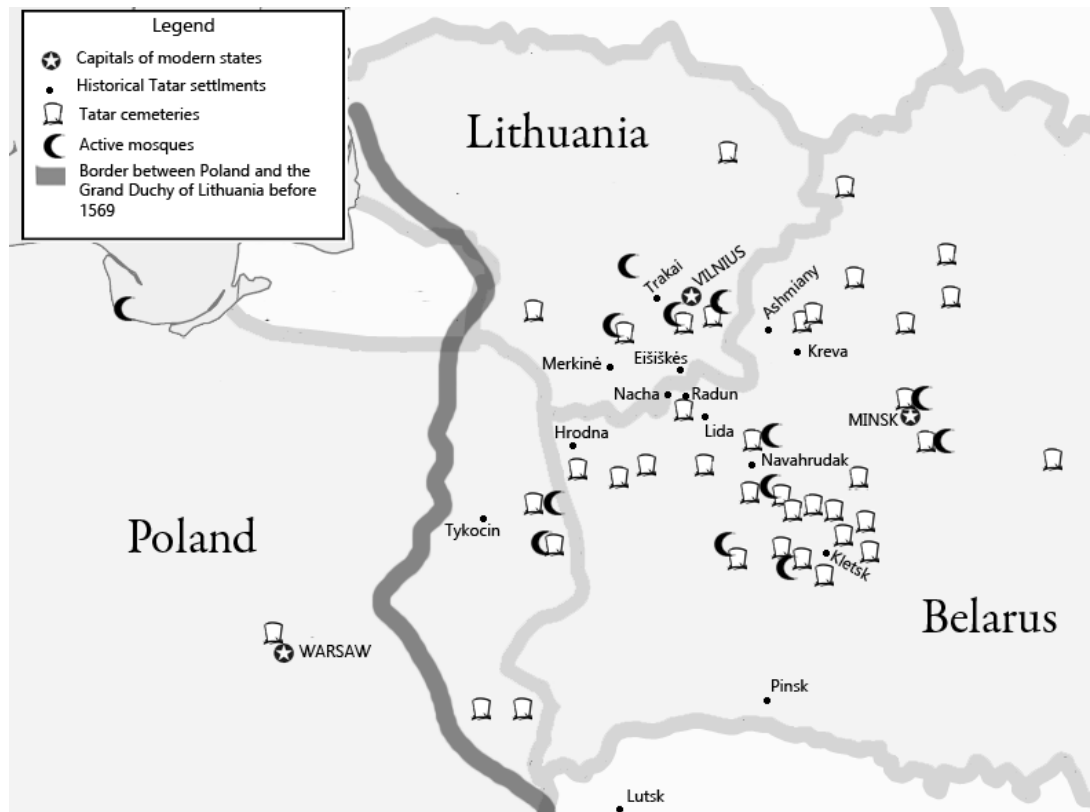 Legend
Capitals of modern states
Historical Tatar settlments
Tatar cemeteries
Active mosques
Border between Poland and the
Grand Duchy of Lithuania before
1569
Lithuania
Trakai
VILNIUS
Ashmiany
Merkinė
Eišiškės
Kreva
Nacha
Radun
Lida
MINSK
Hrodna
Navahrudak
Tykocin
Poland
Kletsk
Belarus
WARSAW
Pinsk
Lutsk